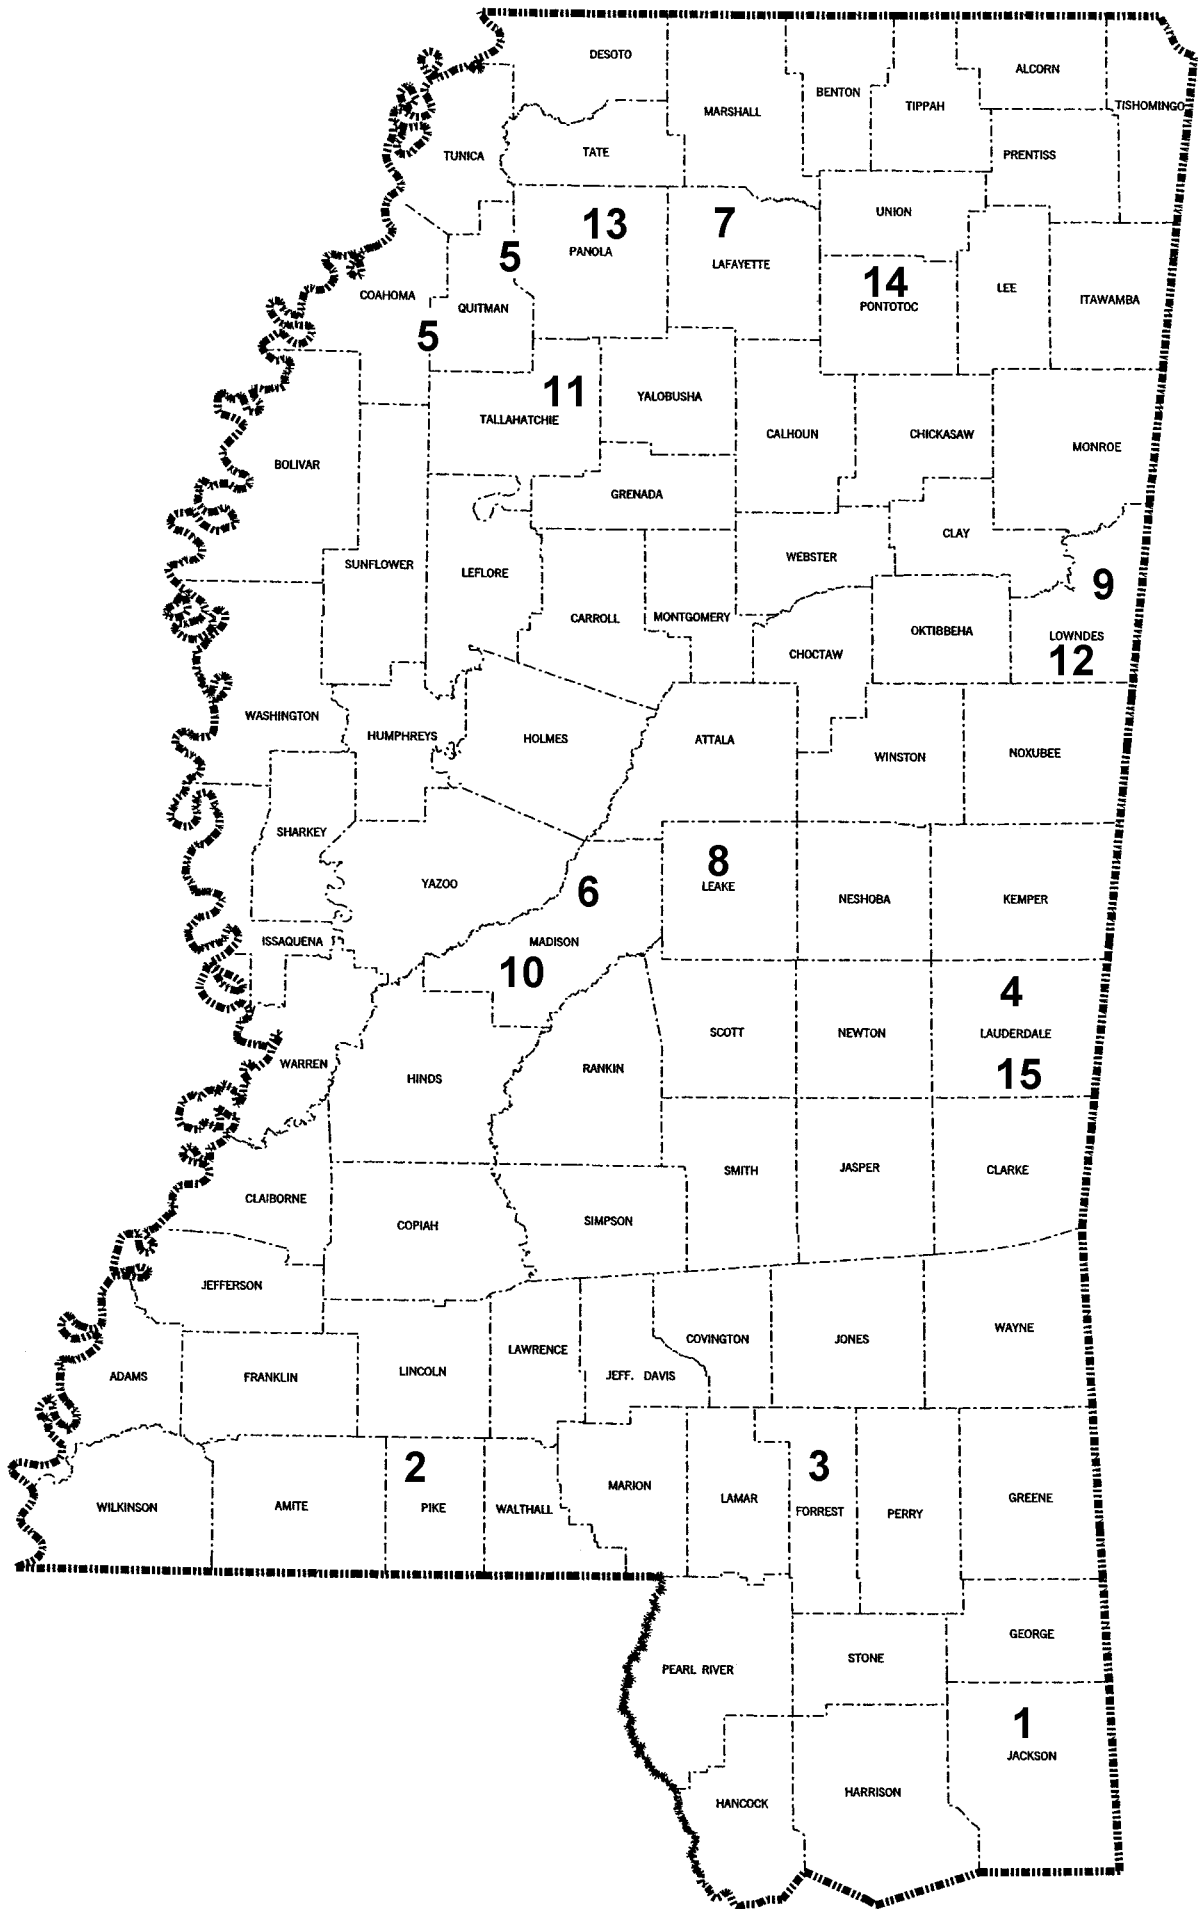 DESOTO
ALCORN
BENTON
TIPPAH
TISHOMINGO
MARSHALL
TUNICA
TATE
PRENTISS
13
7
UNION
5
PANOLA
LAFAYETTE
14
LEE
COAHOMA
QUITMAN
PONTOTOC
ITAWAMBA
5
11
YALOBUSHA
TALLAHATCHIE
CALHOUN
CHICKASAW
MONROE
BOLIVAR
GRENADA
CLAY
SUNFLOWER
LEFLORE
WEBSTER
9
CARROLL
MONTGOMERY
OKTIBBEHA
LOWNDES
CHOCTAW
12
WASHINGTON
HUMPHREYS
HOLMES
ATTALA
WINSTON
NOXUBEE
SHARKEY
8
YAZOO
6
LEAKE
NESHOBA
KEMPER
ISSAQUENA
MADISON
10
4
SCOTT
NEWTON
LAUDERDALE
WARREN
HINDS
RANKIN
15
SMITH
JASPER
CLARKE
CLAIBORNE
COPIAH
SIMPSON
JEFFERSON
COVINGTON
JONES
WAYNE
LAWRENCE
ADAMS
FRANKLIN
LINCOLN
JEFF. DAVIS
2
3
MARION
WILKINSON
AMITE
PIKE
WALTHALL
LAMAR
FORREST
PERRY
GREENE
GEORGE
PEARL RIVER
STONE
1
JACKSON
HANCOCK
HARRISON